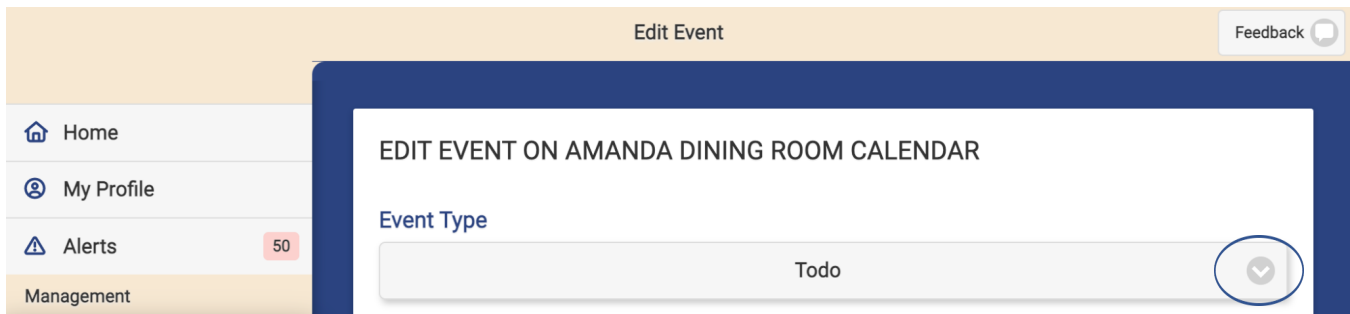 Edit Event
Feedback
Home
My Profile
Alerts 50
Management
EDIT EVENT ON AMANDA DINING ROOM CALENDAR
Event Type
Todo